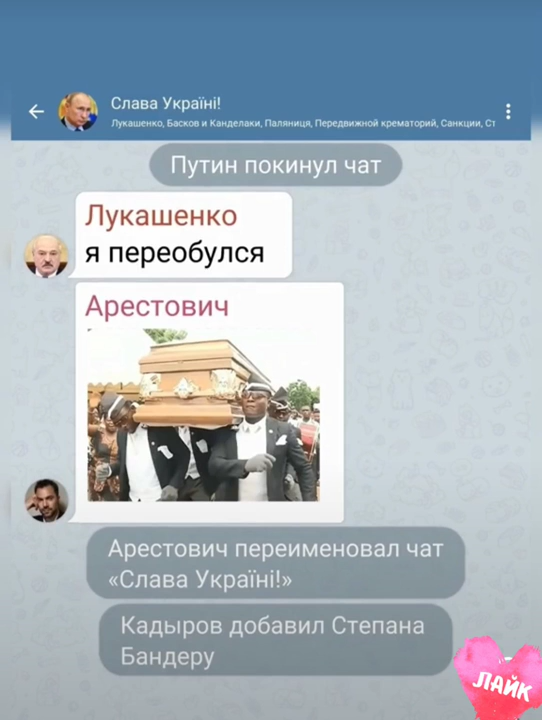 Слава Україні!
Лукашенко, Басков и Канделаки, Паляниця, Передвижной крематорий, Санкции, Ст
Путин покинул чат
Лукашенко
я переобулся
Арестович
Арестович переименовал чат
«Слава Україні!»
Кадыров добавил Степана
Бандеру
ЛАЙК